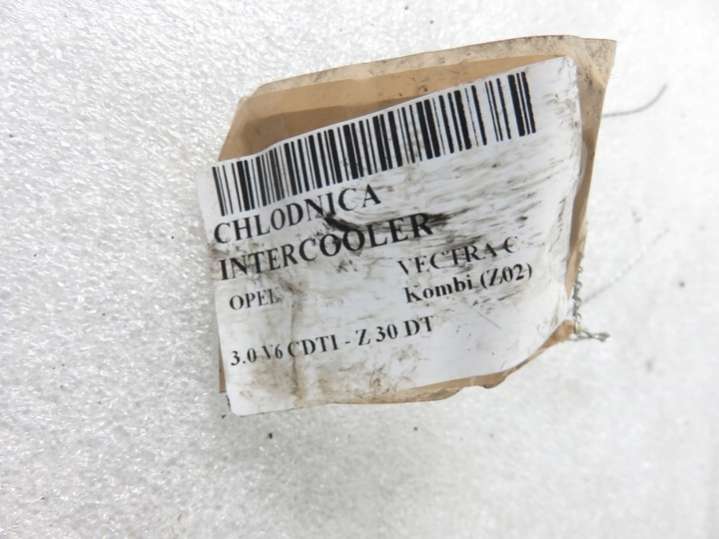 CHLODNICA
INTERCOOLER
OPEL VECTRA C
Kombi (Z02)
3.0 V6 CDTI - Z 30 DT